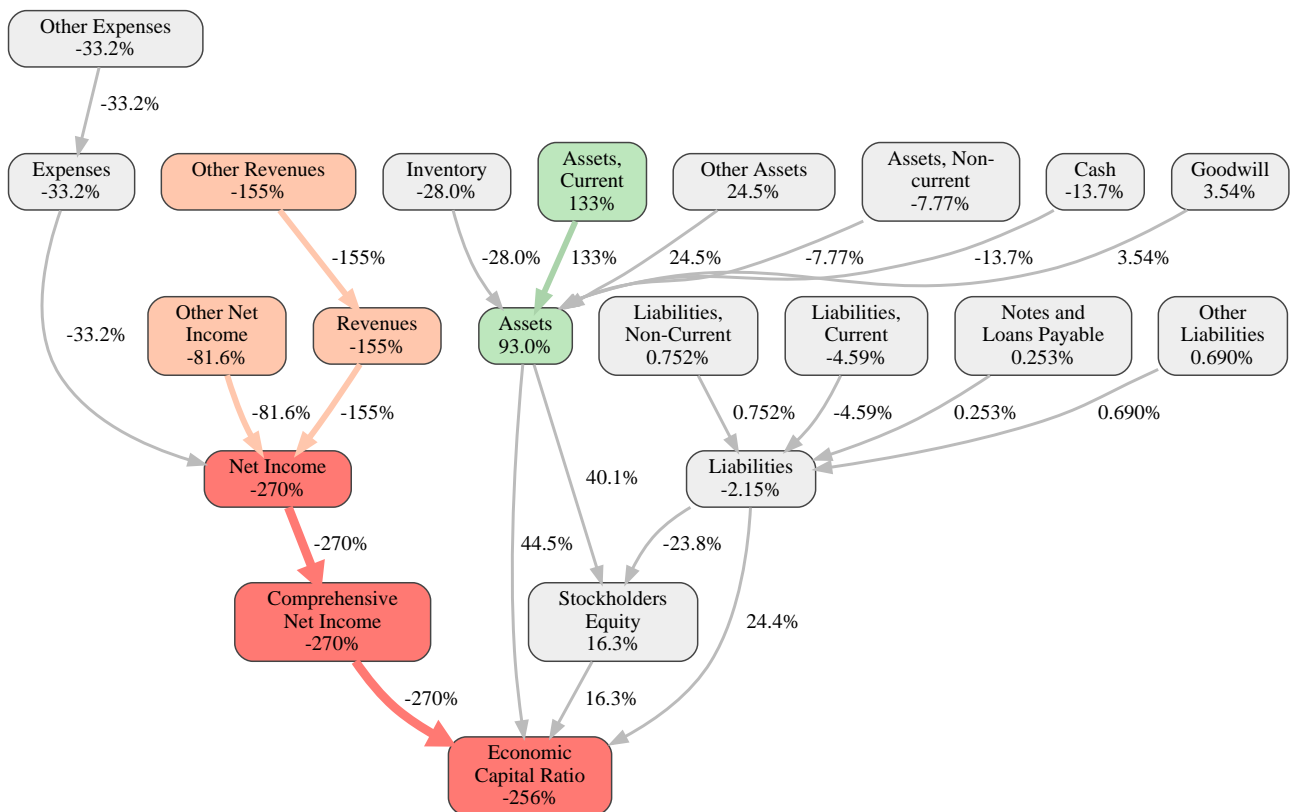 Other Expenses
-33.2%
-33.2%
Expenses
-33.2%
Other Revenues
-155%
Inventory
-28.0%
Assets,
Current
133%
Other Assets
24.5%
Assets, Non-
current
-7.77%
Cash
-13.7%
Goodwill
3.54%
-155%
-28.0%
133%
24.5%
-7.77%
-13.7%
3.54%
-33.2%
Other Net
Income
-81.6%
Revenues
-155%
Assets
93.0%
Liabilities,
Non-Current
0.752%
Liabilities,
Current
-4.59%
Notes and
Loans Payable
0.253%
Other
Liabilities
0.690%
-81.6%
-155%
0.752%
-4.59%
0.253%
0.690%
Net Income
-270%
40.1%
Liabilities
-2.15%
-270%
44.5%
-23.8%
Comprehensive
Net Income
-270%
Stockholders
Equity
16.3%
24.4%
-270%
16.3%
Economic
Capital Ratio
-256%